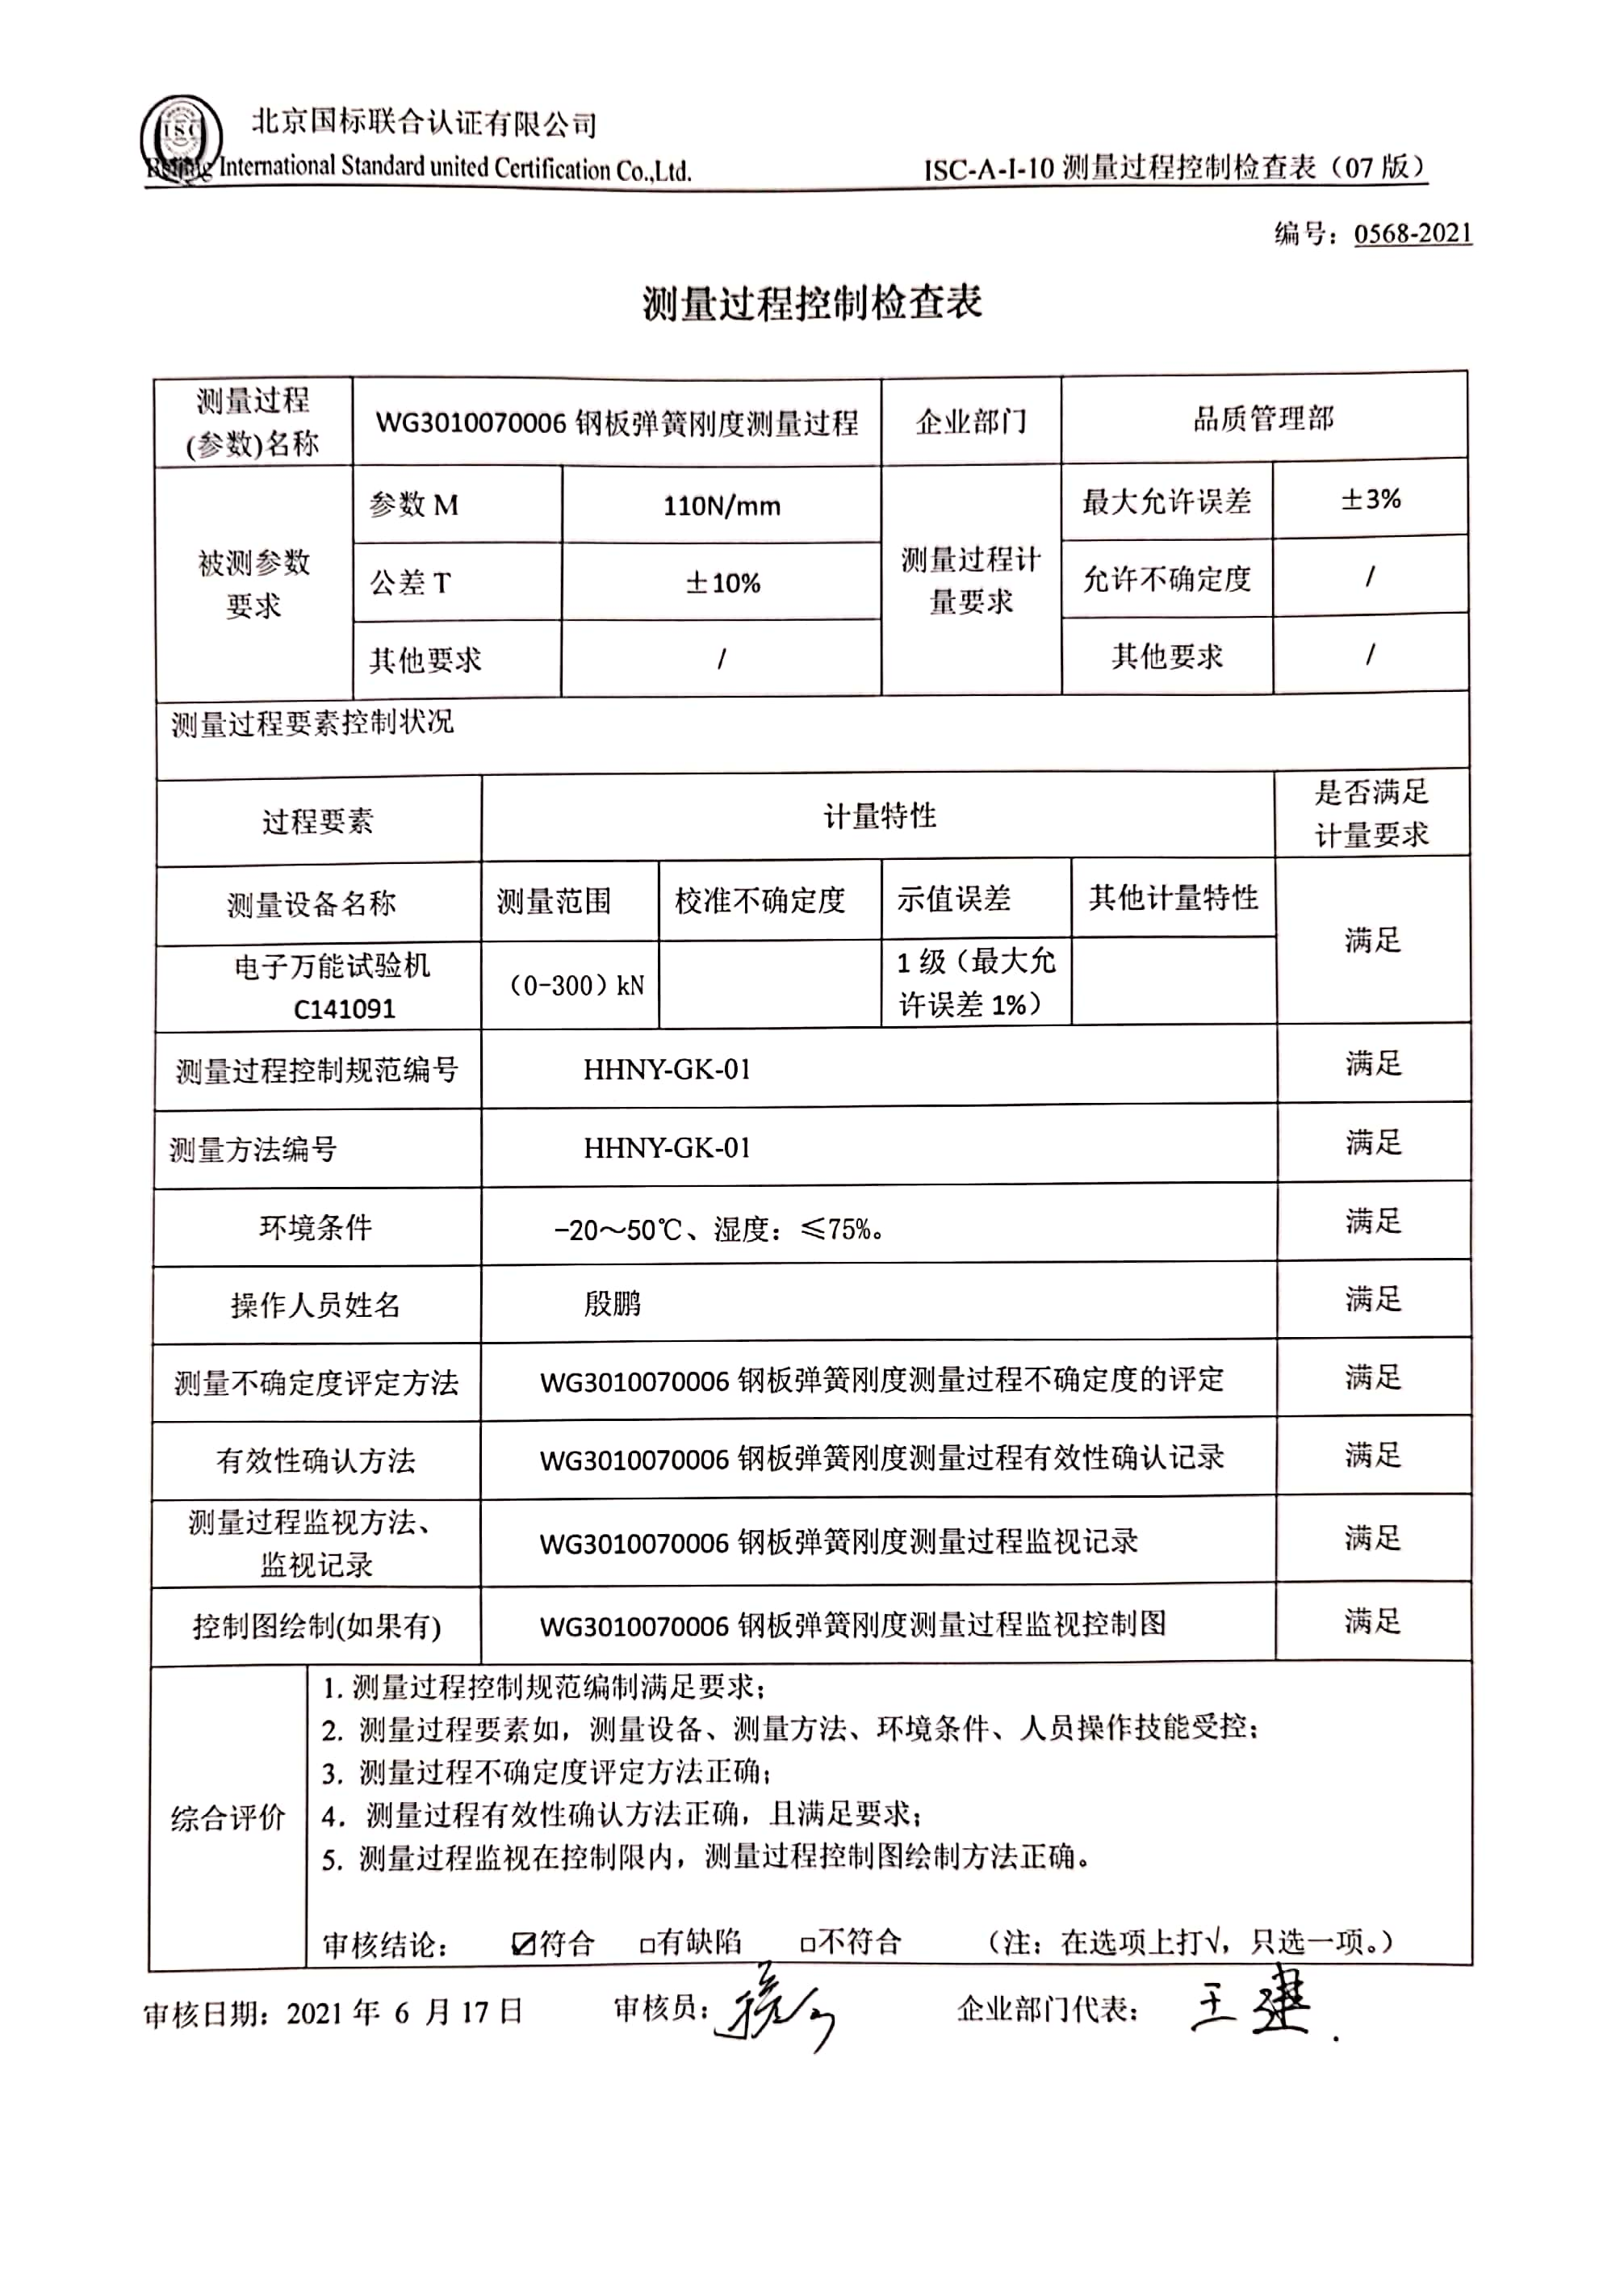 ISC
北京国标联合认证有限公司
Beijing International Standard united Certification Co.,Ltd.
ISC-A-I-10 测量过程控制检查表（07 版）
编号：0568-2021
测量过程控制检查表
测量过程
(参数)名称
WG3010070006 钢板弹簧刚度测量过程
企业部门
品质管理部
被测参数
要求
参数 M
110N/mm
测量过程计
量要求
最大允许误差
±3%
公差 T
±10%
允许不确定度
/
其他要求
/
其他要求
/
测量过程要素控制状况
过程要素
计量特性
是否满足
计量要求
测量设备名称
测量范围
校准不确定度
示值误差
其他计量特性
满足
电子万能试验机
C141091
（0-300）kN
1 级（最大允
许误差 1%）
测量过程控制规范编号
HHNY-GK-01
满足
测量方法编号
HHNY-GK-01
满足
环境条件
-20～50℃、湿度：≤75%。
满足
操作人员姓名
殷鹏
满足
测量不确定度评定方法
WG3010070006 钢板弹簧刚度测量过程不确定度的评定
满足
有效性确认方法
WG3010070006 钢板弹簧刚度测量过程有效性确认记录
满足
测量过程监视方法、
监视记录
WG3010070006 钢板弹簧刚度测量过程监视记录
满足
控制图绘制(如果有)
WG3010070006 钢板弹簧刚度测量过程监视控制图
满足
综合评价
1. 测量过程控制规范编制满足要求；
2. 测量过程要素如，测量设备、测量方法、环境条件、人员操作技能受控；
3. 测量过程不确定度评定方法正确；
4. 测量过程有效性确认方法正确，且满足要求；
5. 测量过程监视在控制限内，测量过程控制图绘制方法正确。
审核结论： ☑符合 □有缺陷 □不符合 （注：在选项上打√，只选一项。）
审核日期：2021 年 6 月 17 日 审核员： 企业部门代表： 王建